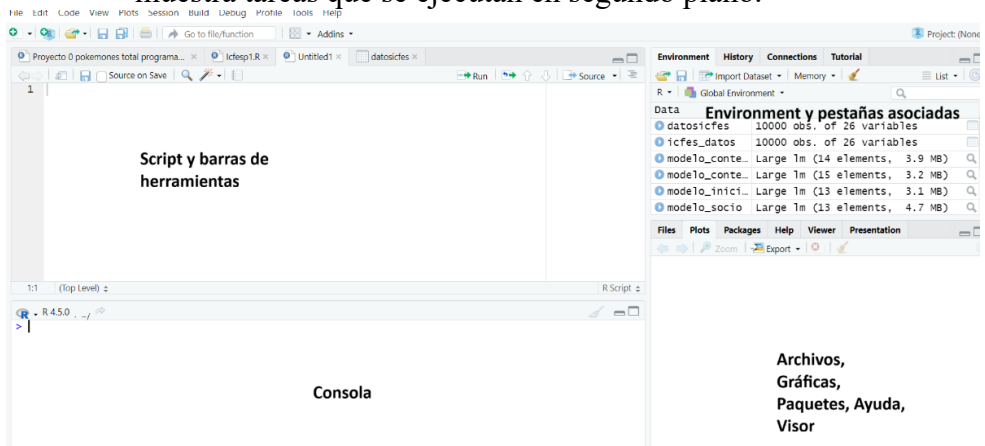 muestra tareas que se ejecutan en segundo plano.
File Edit Code View Plots Session Build Debug Profile Tools Help
Go to file/function Addins Project: (None
Proyecto 0 pokemones total programa... Icfesp1.R Untitled1 datosicfes
Source on Save Run Source
1
Script y barras de
herramientas
1:1 (Top Level) R Script
R 4.5.0 . ~/
>
Consola
Environment History Connections Tutorial
Import Dataset Memory List
R Global Environment
Data
Environment y pestañas asociadas
datosicfes 10000 obs. of 26 variables
icfes_datos 10000 obs. of 26 variables
modelo_conte… Large lm (14 elements, 3.9 MB)
modelo_conte… Large lm (15 elements, 3.2 MB)
modelo_inici… Large lm (13 elements, 3.1 MB)
modelo_socio Large lm (13 elements, 4.7 MB)
Files Plots Packages Help Viewer Presentation
Zoom Export
Archivos,
Gráficas,
Paquetes, Ayuda,
Visor